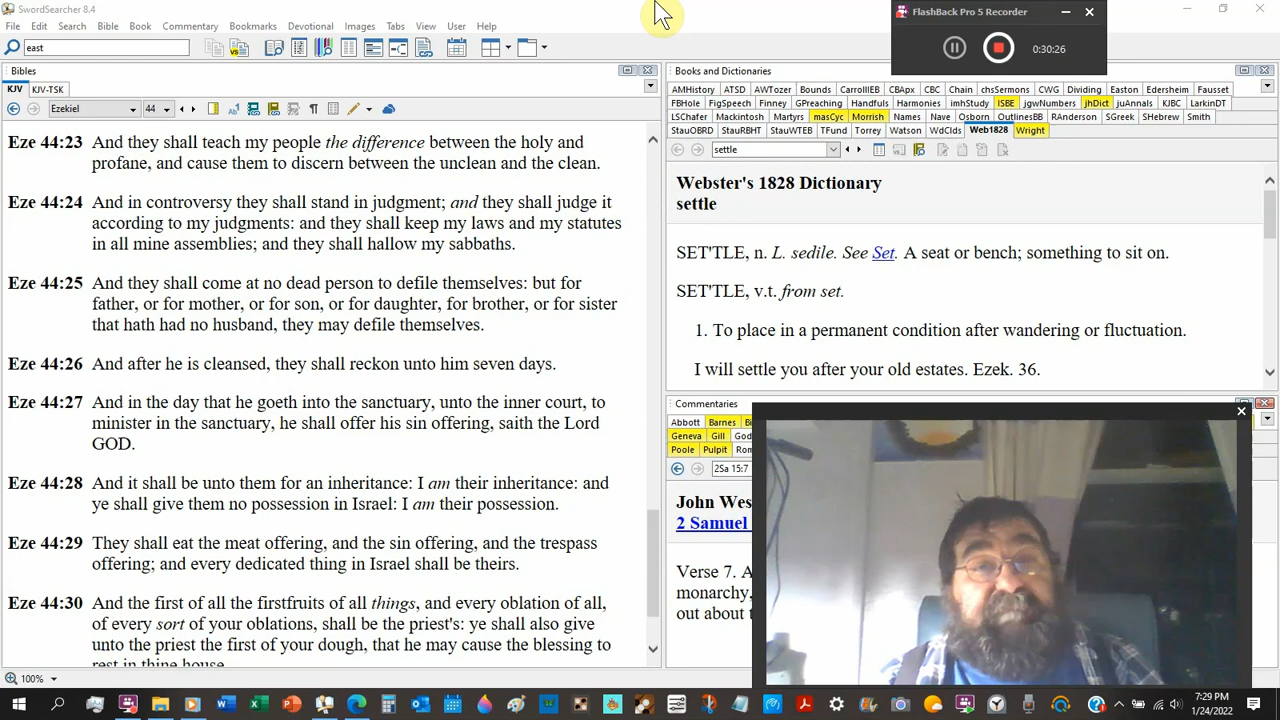 SwordSearcher 8.4
File Edit Search Bible Book Commentary Bookmarks Devotional Images Tabs View User Help
east
Bibles
KJV KJV-TSK
Ezekiel 44
Eze 44:23 And they shall teach my people the difference between the holy and
profane, and cause them to discern between the unclean and the clean.
Eze 44:24 And in controversy they shall stand in judgment; and they shall judge it
according to my judgments: and they shall keep my laws and my statutes
in all mine assemblies; and they shall hallow my sabbaths.
Eze 44:25 And they shall come at no dead person to defile themselves: but for
father, or for mother, or for son, or for daughter, for brother, or for sister
that hath had no husband, they may defile themselves.
Eze 44:26 And after he is cleansed, they shall reckon unto him seven days.
Eze 44:27 And in the day that he goeth into the sanctuary, unto the inner court, to
minister in the sanctuary, he shall offer his sin offering, saith the Lord
GOD.
Eze 44:28 And it shall be unto them for an inheritance: I am their inheritance: and
ye shall give them no possession in Israel: I am their possession.
Eze 44:29 They shall eat the meat offering, and the sin offering, and the trespass
offering; and every dedicated thing in Israel shall be theirs.
Eze 44:30 And the first of all the firstfruits of all things, and every oblation of all,
of every sort of your oblations, shall be the priest's: ye shall also give
unto the priest the first of your dough, that he may cause the blessing to
rest in thine house.
100%
FlashBack Pro 5 Recorder
0:30:26
Books and Dictionaries
AMHistory ATSD AWTozer Bounds CarrollIEB CBApx CBC Chain chsSermons CWG Dividing Easton Edersheim Fausset
FBHole FigSpeech Finney GPreaching Handfuls Harmonies imhStudy ISBE jgwNumbers jhDict juAnnals KJBC LarkinDT
LSChafer Mackintosh Martyrs masCyc Morrish Names Nave Osborn OutlinesBB RAnderson SGreek SHebrew Smith
StauOBRD StauRBHT StauWTEB TFund Torrey Watson WdClds Web1828 Wright
settle
Webster's 1828 Dictionary
settle
SET'TLE, n. L. sedile. See Set. A seat or bench; something to sit on.
SET'TLE, v.t. from set.
1. To place in a permanent condition after wandering or fluctuation.
I will settle you after your old estates. Ezek. 36.
Commentaries
Abbott Barnes
Geneva Gill
Poole Pulpit
2Sa 15:7
John Wes
2 Samuel
Verse 7. A
monarchy,
out about t
7:29 PM
1/24/2022